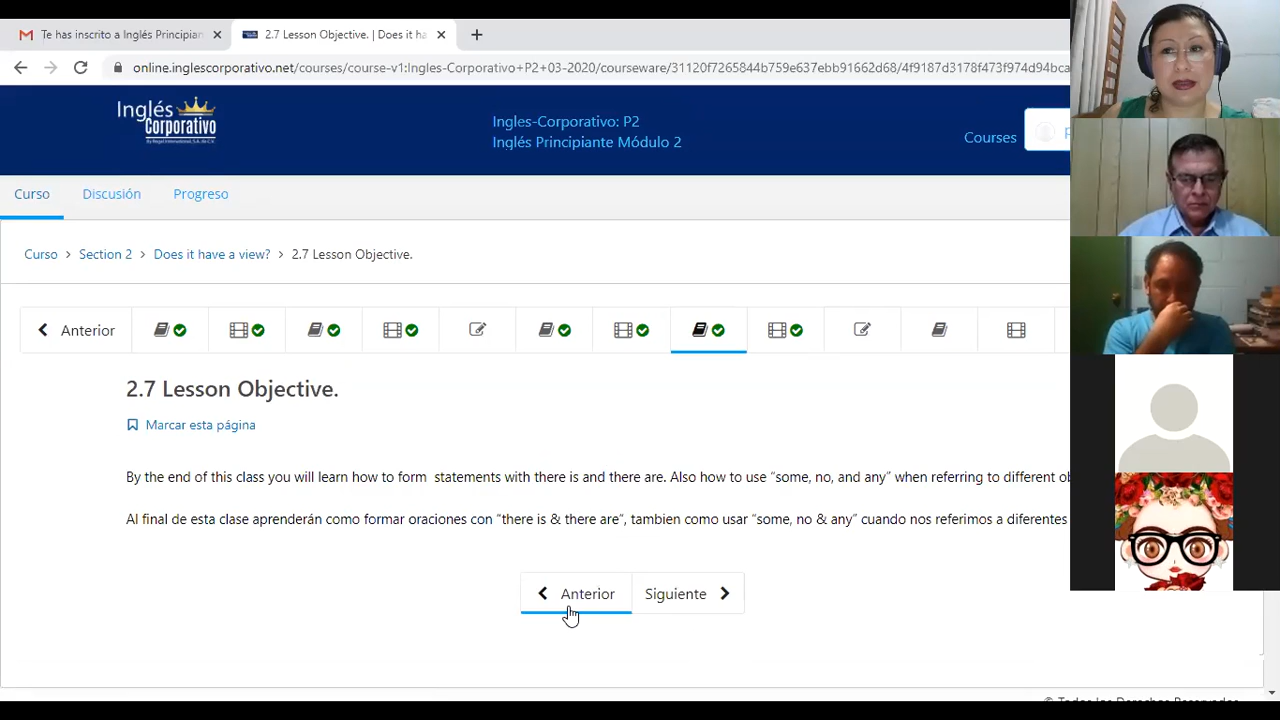 Te has inscrito a Inglés Principian
2.7 Lesson Objective. | Does it ha
online.inglescorporativo.net/courses/course-v1:Ingles-Corporativo+P2+03-2020/courseware/31120f7265844b759e637ebb91662d68/4f9187d3178f473f974d94bca
Inglés
Corporativo
By Regal International, S.A. de C.V.
Ingles-Corporativo: P2
Inglés Principiante Módulo 2
Courses
Curso
Discusión
Progreso
Curso > Section 2 > Does it have a view? > 2.7 Lesson Objective.
Anterior
2.7 Lesson Objective.
Marcar esta página
By the end of this class you will learn how to form statements with there is and there are. Also how to use “some, no, and any” when referring to different ob
Al final de esta clase aprenderán como formar oraciones con “there is & there are”, tambien como usar “some, no & any” cuando nos referimos a diferentes
Anterior
Siguiente